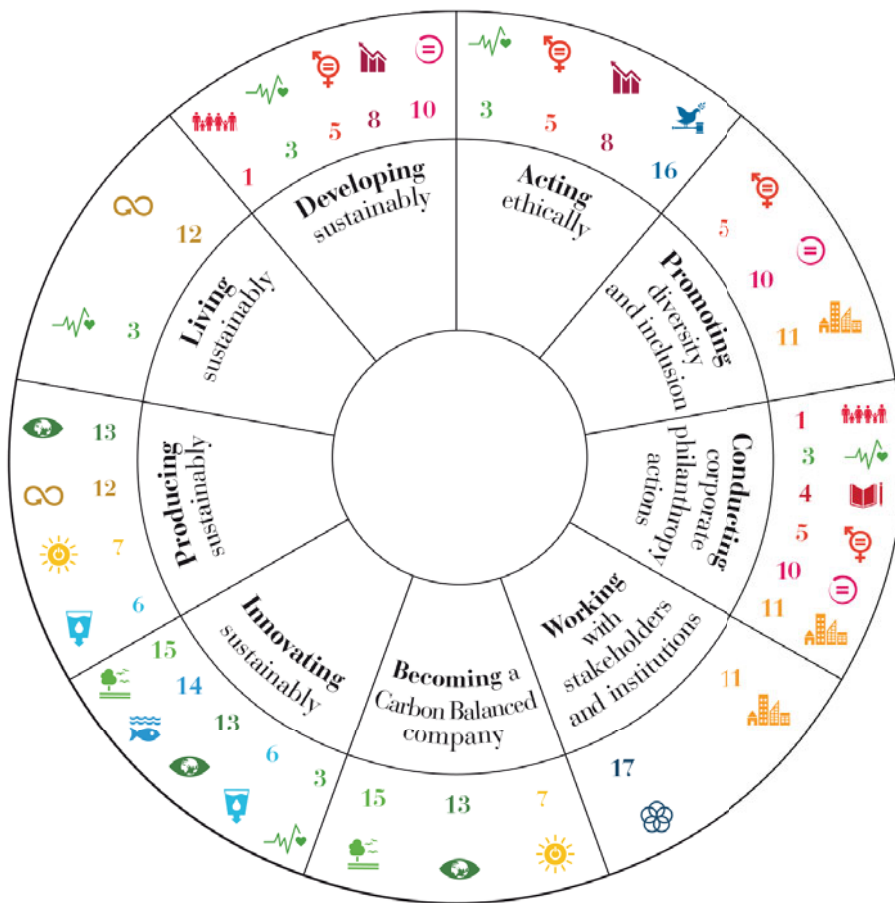 1
3
5
8
10
Developing
sustainably
3
5
8
16
Acting
ethically
5
10
11
Promoting
diversity
and inclusion
1
3
4
5
10
11
Conducting
corporate
philanthropy
actions
11
17
Working
with
stakeholders
and institutions
7
13
15
Becoming a
Carbon Balanced
company
3
6
13
14
15
Innovating
sustainably
6
7
12
13
Producing
sustainably
3
12
Living
sustainably